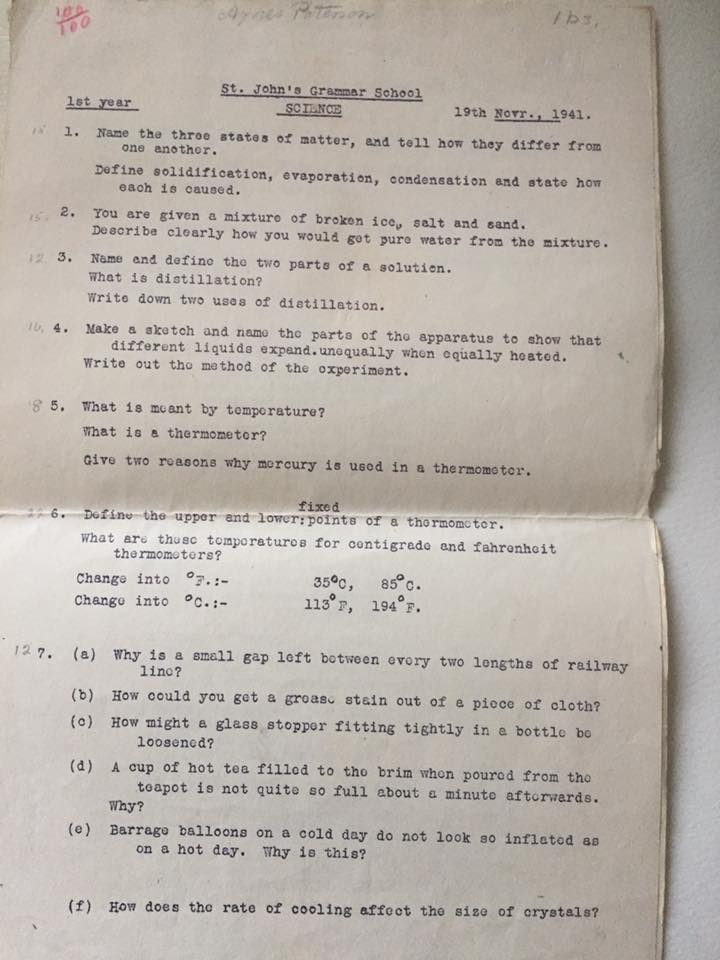 100
100
Agnes Paterson
1b3.
St. John's Grammar School
1st year
SCIENCE
19th Novr., 1941.
15 1. Name the three states of matter, and tell how they differ from
one another.
Define solidification, evaporation, condensation and state how
each is caused.
15. 2. You are given a mixture of broken ice, salt and sand.
Describe clearly how you would get pure water from the mixture.
12 3. Name and define the two parts of a solution.
What is distillation?
Write down two uses of distillation.
16. 4. Make a sketch and name the parts of the apparatus to show that
different liquids expand.unequally when equally heated.
Write out the method of the experiment.
8 5. What is meant by temperature?
What is a thermometer?
Give two reasons why mercury is used in a thermometer.
fixed
22 6. Define the upper and lower:points of a thermometer.
What are these temperatures for centigrade and fahrenheit
thermometers?
Change into °F.:- 35°C, 85°C.
Change into °C.:- 113°F, 194°F.
12 7. (a) Why is a small gap left between every two lengths of railway
line?
(b) How could you get a grease stain out of a piece of cloth?
(c) How might a glass stopper fitting tightly in a bottle be
loosened?
(d) A cup of hot tea filled to the brim when poured from the
teapot is not quite so full about a minute afterwards.
Why?
(e) Barrage balloons on a cold day do not look so inflated as
on a hot day. Why is this?
(f) How does the rate of cooling affect the size of crystals?